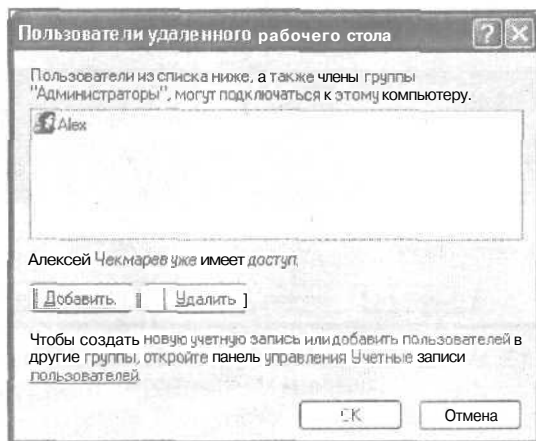 Пользователи удаленного рабочего стола
Пользователи из списка ниже, а также члены группы
"Администраторы", могут подключаться к этому компьютеру.
Alex
Алексей Чекмарев уже имеет доступ.
Добавить. Удалить
Чтобы создать новую учетную запись или добавить пользователей в
другие группы, откройте панель управления Учетные записи
пользователей.
OK Отмена